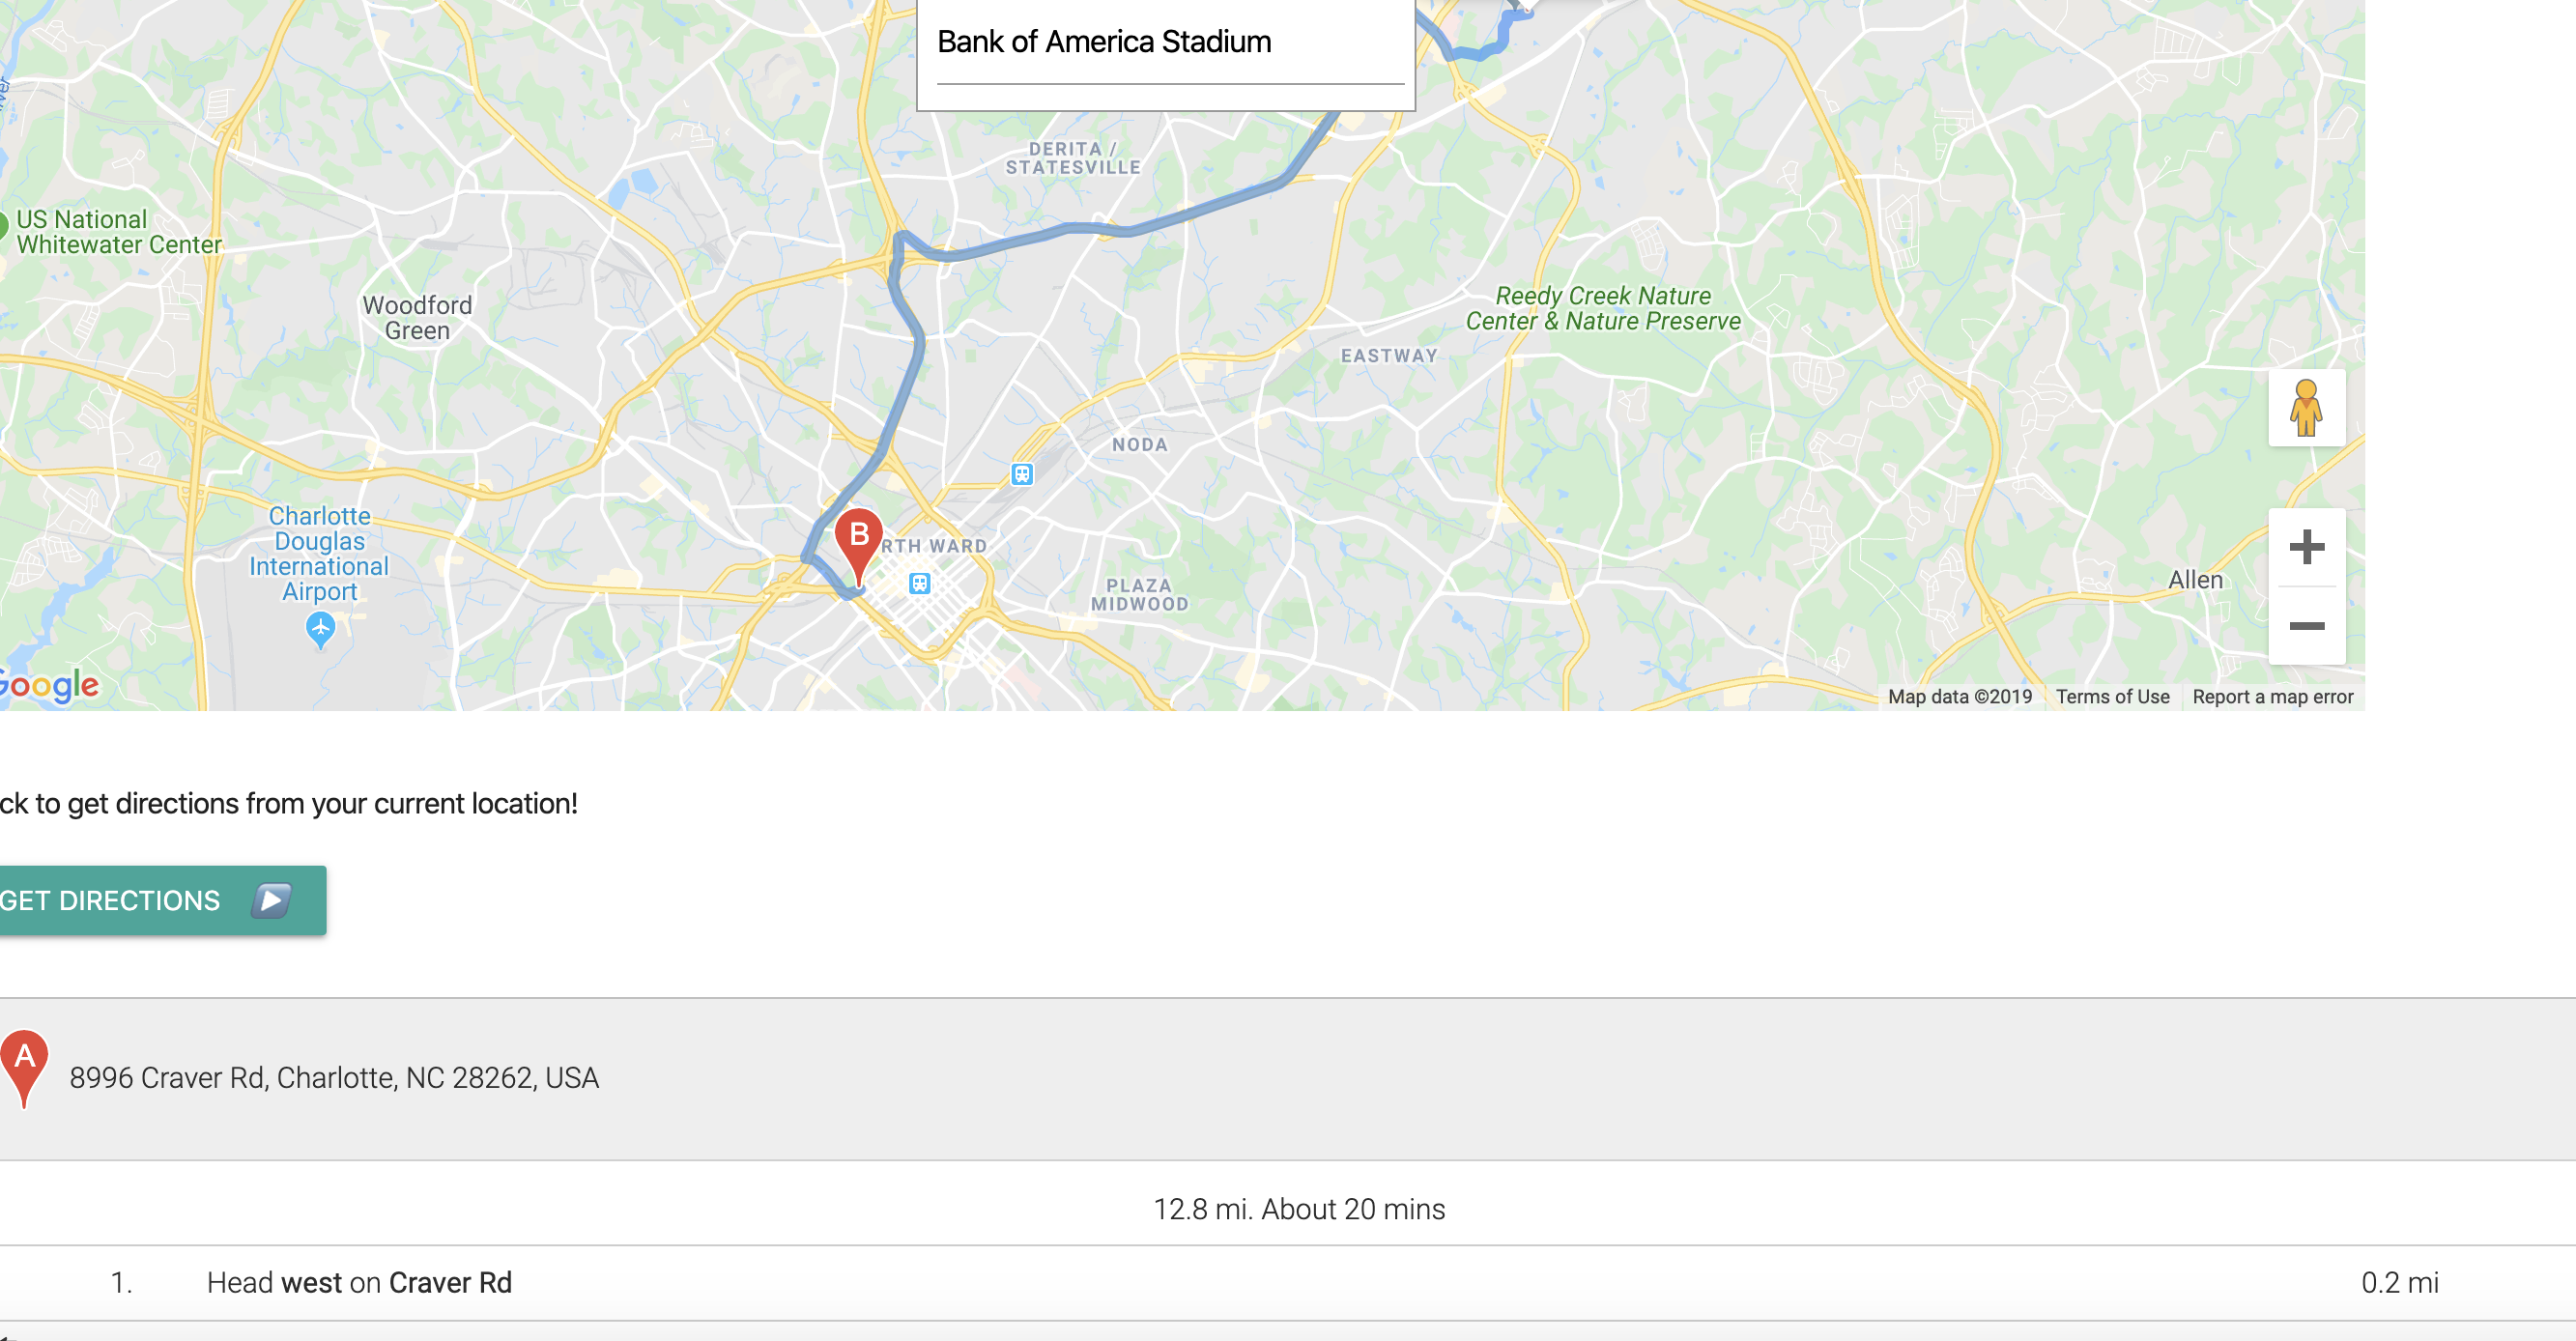 Bank of America Stadium
DERITA /
STATESVILLE
US National
Whitewater Center
Woodford
Green
Reedy Creek Nature
Center & Nature Preserve
EASTWAY
NODA
Charlotte
Douglas
International
Airport
B
RTH WARD
PLAZA
MIDWOOD
Allen
Google
Map data ©2019 Terms of Use Report a map error
ck to get directions from your current location!
GET DIRECTIONS
A
8996 Craver Rd, Charlotte, NC 28262, USA
12.8 mi. About 20 mins
1. Head west on Craver Rd 0.2 mi